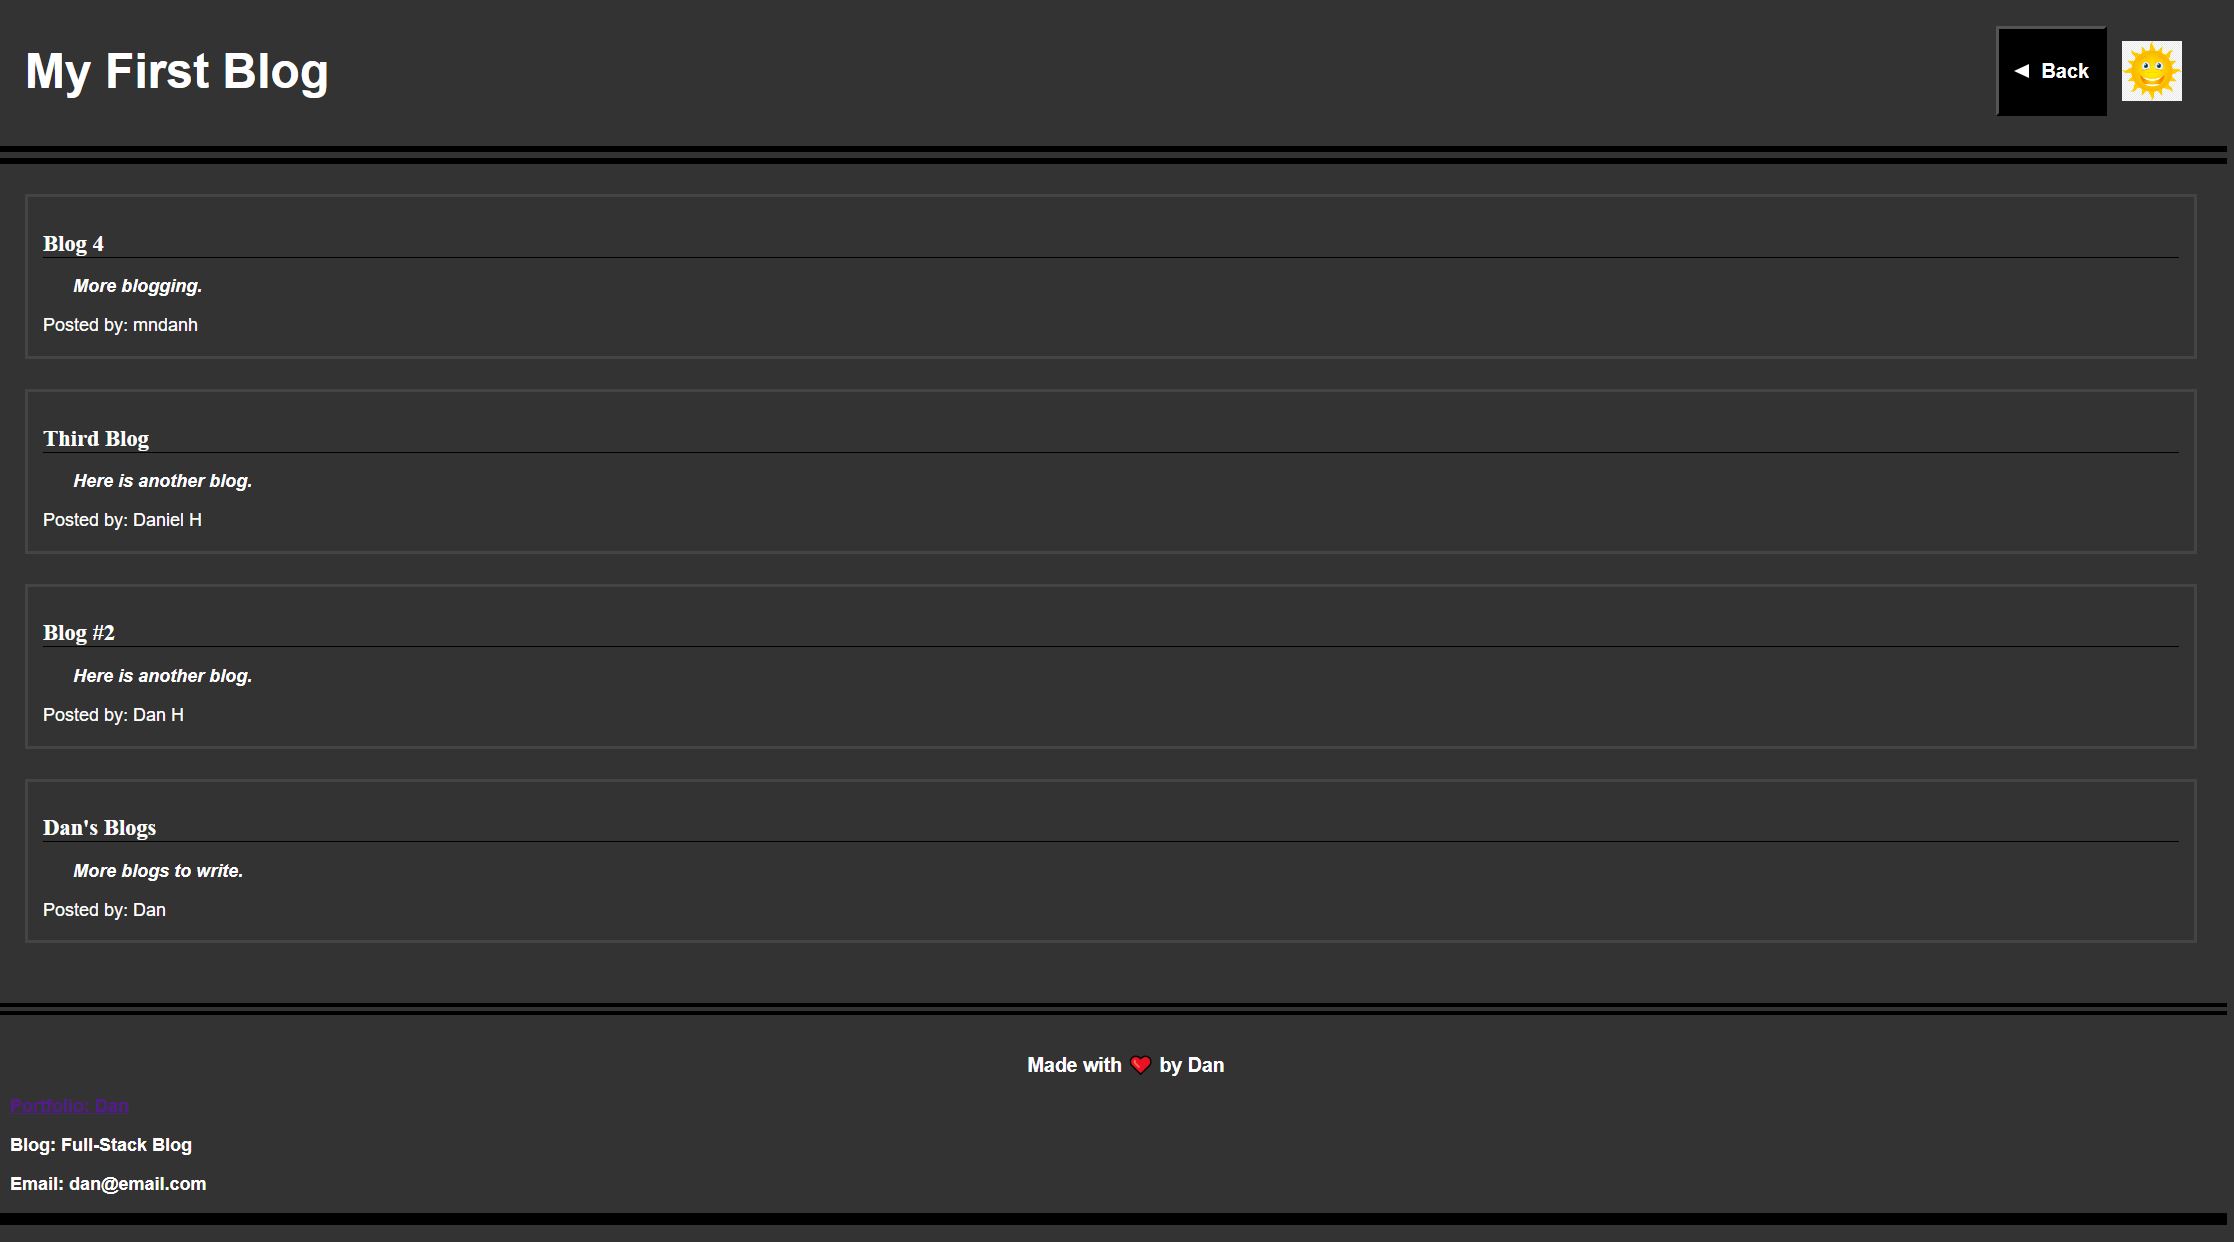 My First Blog
◄ Back
Blog 4
More blogging.
Posted by: mndanh
Third Blog
Here is another blog.
Posted by: Daniel H
Blog #2
Here is another blog.
Posted by: Dan H
Dan's Blogs
More blogs to write.
Posted by: Dan
Made with ❤️ by Dan
Portfolio: Dan
Blog: Full-Stack Blog
Email: dan@email.com